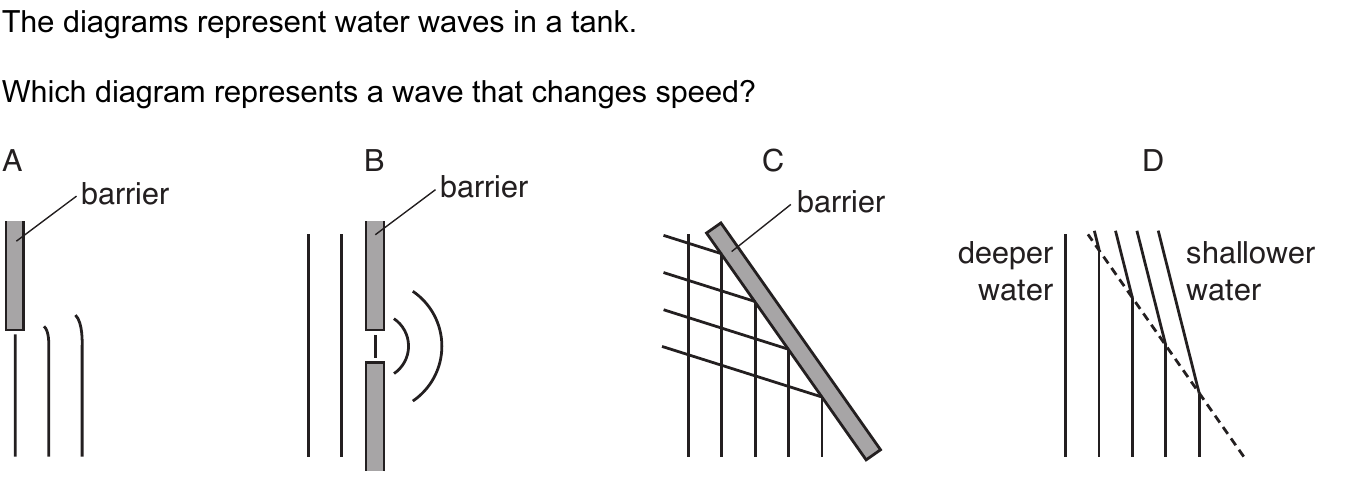 The diagrams represent water waves in a tank.
Which diagram represents a wave that changes speed?
A
barrier
B
barrier
C
barrier
D
deeper
water
shallower
water